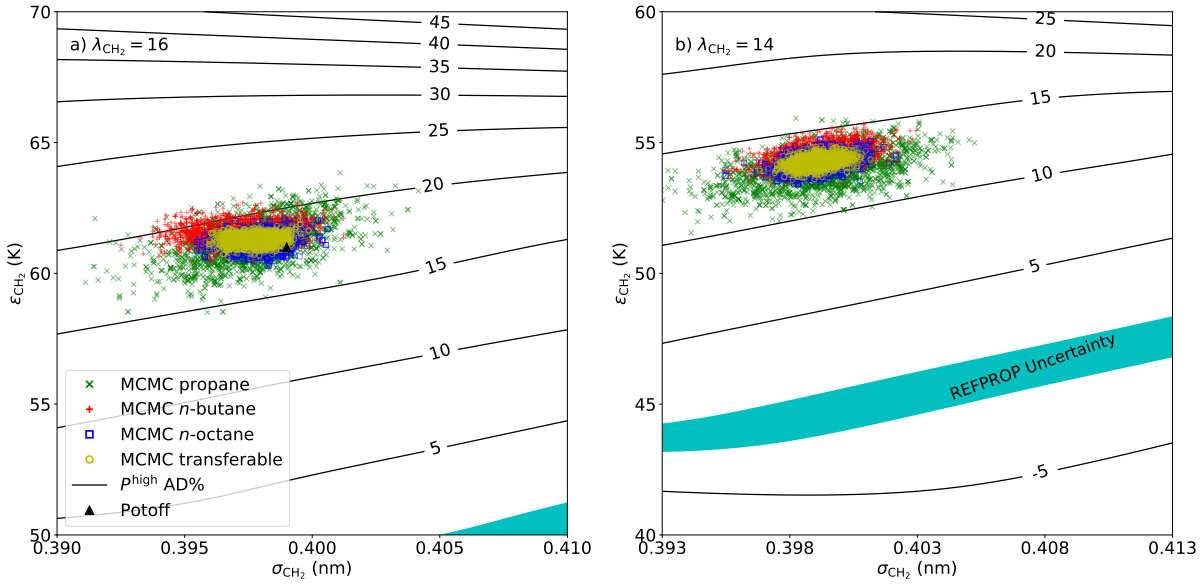 a) λCH₂ = 16
45
40
35
30
25
20
15
10
5
70
65
60
55
50
εCH₂ (K)
0.390
0.395
0.400
0.405
0.410
σCH₂ (nm)
MCMC propane
MCMC n-butane
MCMC n-octane
MCMC transferable
Pʰⁱᵍʰ AD%
Potoff
b) λCH₂ = 14
25
20
15
10
5
REFPROP Uncertainty
-5
60
55
50
45
40
εCH₂ (K)
0.393
0.398
0.403
0.408
0.413
σCH₂ (nm)